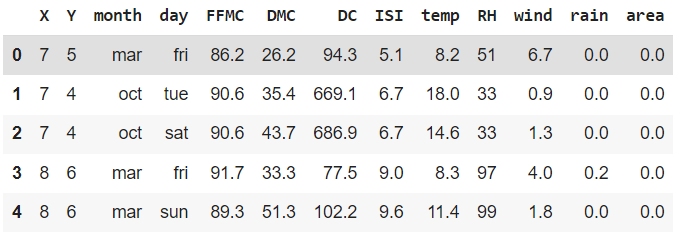 X Y month day FFMC DMC DC ISI temp RH wind rain area
0 7 5 mar fri 86.2 26.2 94.3 5.1 8.2 51 6.7 0.0 0.0
1 7 4 oct tue 90.6 35.4 669.1 6.7 18.0 33 0.9 0.0 0.0
2 7 4 oct sat 90.6 43.7 686.9 6.7 14.6 33 1.3 0.0 0.0
3 8 6 mar fri 91.7 33.3 77.5 9.0 8.3 97 4.0 0.2 0.0
4 8 6 mar sun 89.3 51.3 102.2 9.6 11.4 99 1.8 0.0 0.0